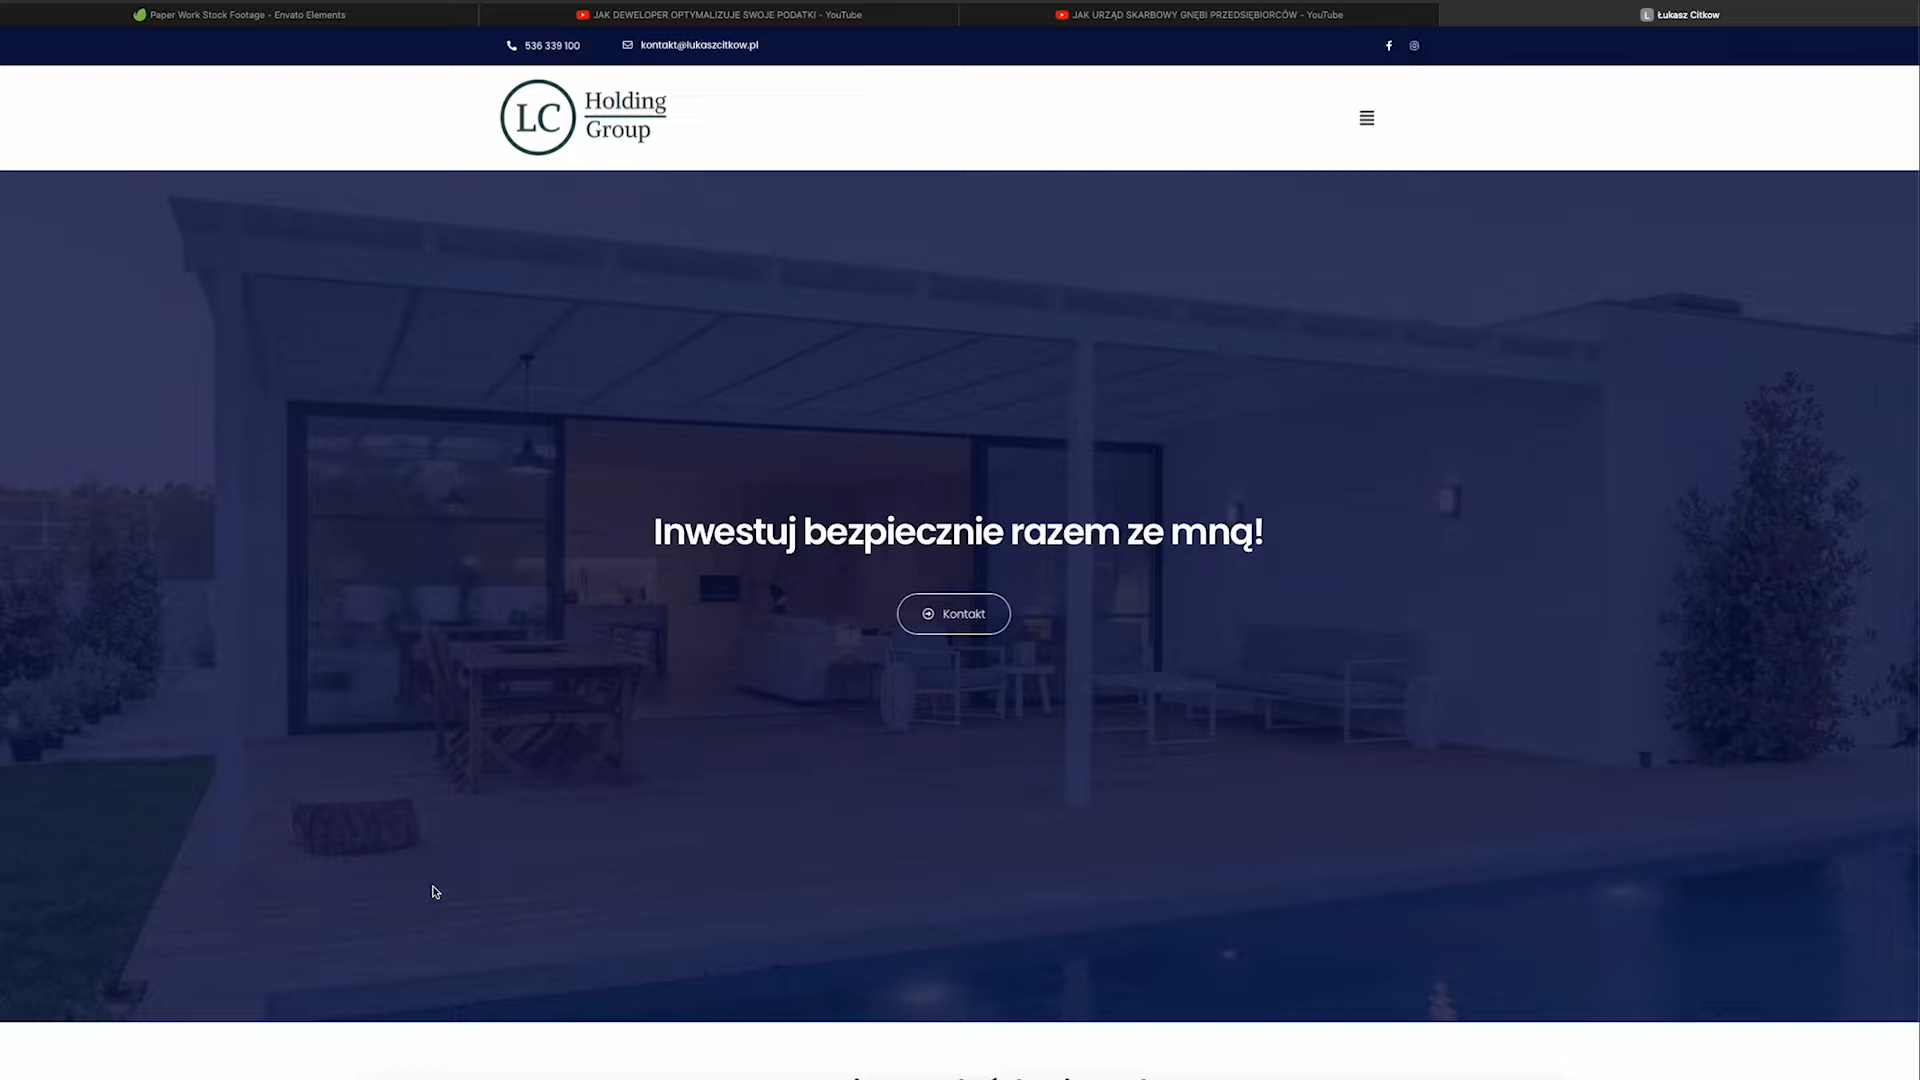 Paper Work Stock Footage - Envato Elements
JAK DEWELOPER OPTYMALIZUJE SWOJE PODATKI - YouTube
JAK URZĄD SKARBOWY GNĘBI PRZEDSIĘBIORCÓW - YouTube
L Łukasz Citkow
536 339 100
kontakt@lukaszcitkow.pl
LC Holding
Group
Inwestuj bezpiecznie razem ze mną!
Kontakt